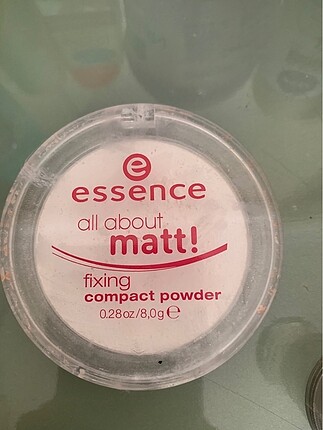 e
essence
all about
matt!
fixing
compact powder
0.28oz/8,0g ℮